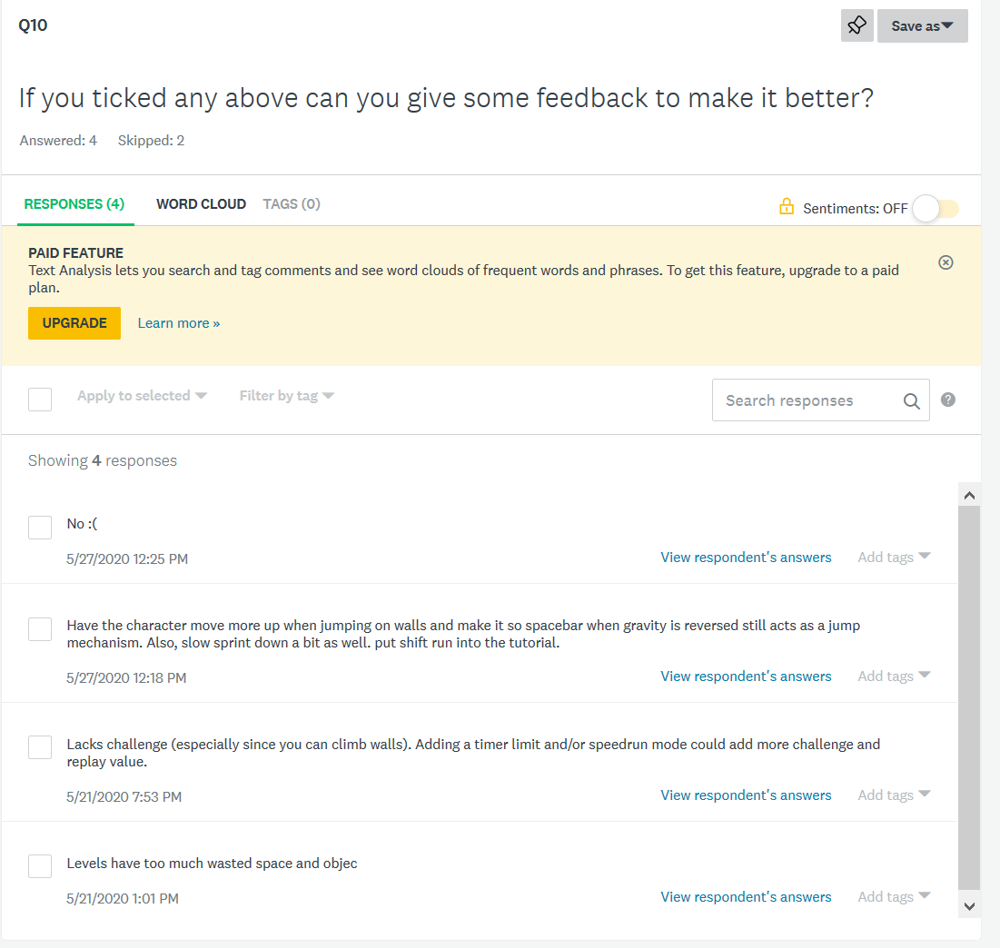 Q10
Save as
If you ticked any above can you give some feedback to make it better?
Answered: 4 Skipped: 2
RESPONSES (4) WORD CLOUD TAGS (0) Sentiments: OFF
PAID FEATURE
Text Analysis lets you search and tag comments and see word clouds of frequent words and phrases. To get this feature, upgrade to a paid
plan.
UPGRADE Learn more »
Apply to selected Filter by tag Search responses ?
Showing 4 responses
No :(
5/27/2020 12:25 PM View respondent's answers Add tags
Have the character move more up when jumping on walls and make it so spacebar when gravity is reversed still acts as a jump
mechanism. Also, slow sprint down a bit as well. put shift run into the tutorial.
5/27/2020 12:18 PM View respondent's answers Add tags
Lacks challenge (especially since you can climb walls). Adding a timer limit and/or speedrun mode could add more challenge and
replay value.
5/21/2020 7:53 PM View respondent's answers Add tags
Levels have too much wasted space and objec
5/21/2020 1:01 PM View respondent's answers Add tags